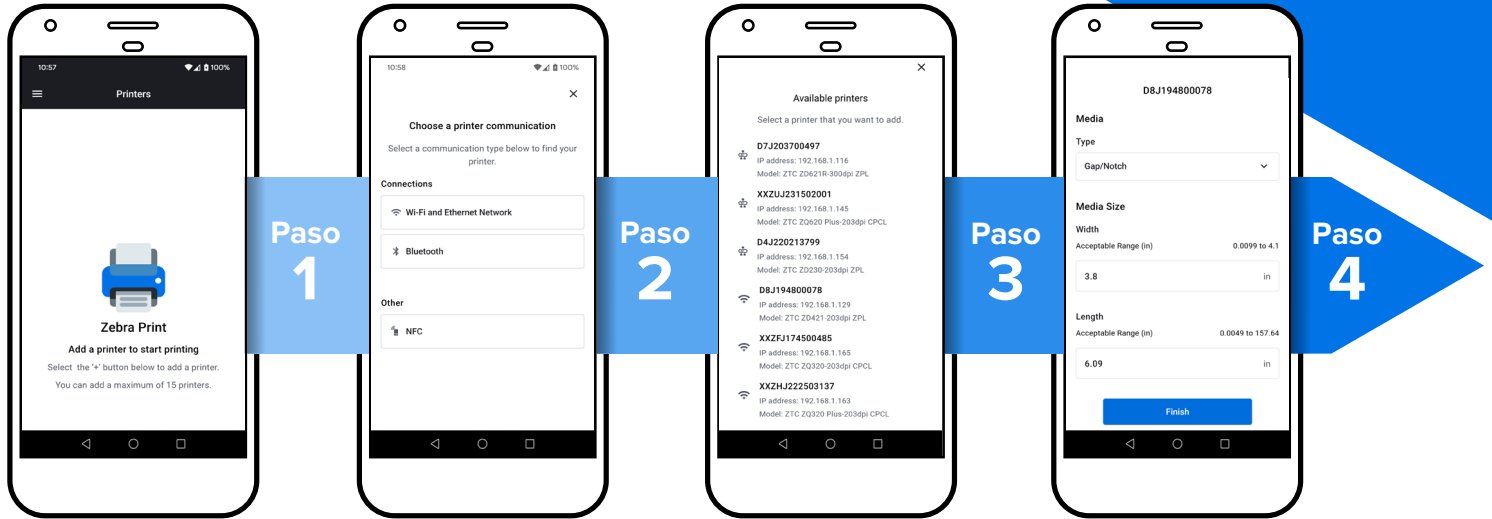 10:57
100%
Printers
Zebra Print
Add a printer to start printing
Select the '+' button below to add a printer.
You can add a maximum of 15 printers.
Paso
1
10:58
100%
Choose a printer communication
Select a communication type below to find your
printer.
Connections
Wi-Fi and Ethernet Network
Bluetooth
Other
NFC
Paso
2
Available printers
Select a printer that you want to add.
D7J203700497
IP address: 192.168.1.116
Model: ZTC ZD621R-300dpi ZPL
XXZUJ231502001
IP address: 192.168.1.145
Model: ZTC ZQ620 Plus-203dpi CPCL
D4J220213799
IP address: 192.168.1.154
Model: ZTC ZD230-203dpi ZPL
D8J194800078
IP address: 192.168.1.129
Model: ZTC ZD421-203dpi ZPL
XXZFJ174500485
IP address: 192.168.1.165
Model: ZTC ZQ320-203dpi CPCL
XXZHJ222503137
IP address: 192.168.1.163
Model: ZTC ZQ320 Plus-203dpi CPCL
Paso
3
D8J194800078
Media
Type
Gap/Notch
Media Size
Width
Acceptable Range (in) 0.0099 to 4.1
3.8 in
Length
Acceptable Range (in) 0.0049 to 157.64
6.09 in
Finish
Paso
4